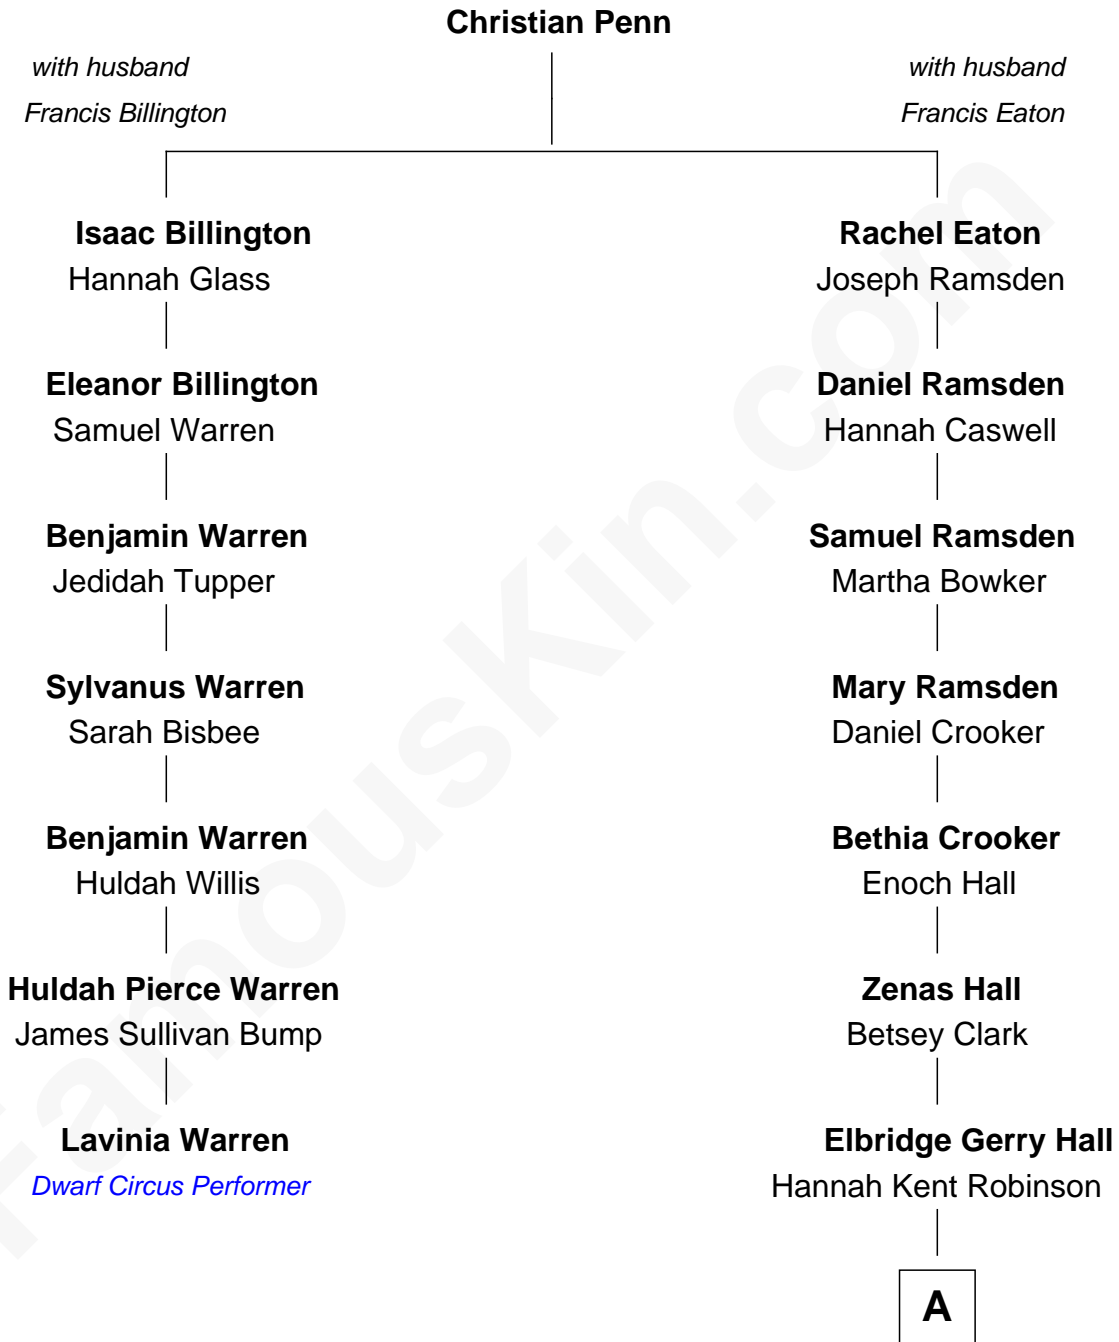 Christian Penn
with husband
Francis Billington
with husband
Francis Eaton
Isaac Billington
Hannah Glass
Rachel Eaton
Joseph Ramsden
Eleanor Billington
Samuel Warren
Daniel Ramsden
Hannah Caswell
Benjamin Warren
Jedidah Tupper
Samuel Ramsden
Martha Bowker
Sylvanus Warren
Sarah Bisbee
Mary Ramsden
Daniel Crooker
Benjamin Warren
Huldah Willis
Bethia Crooker
Enoch Hall
Huldah Pierce Warren
James Sullivan Bump
Zenas Hall
Betsey Clark
Lavinia Warren
Dwarf Circus Performer
Elbridge Gerry Hall
Hannah Kent Robinson
A
FamousKin.com